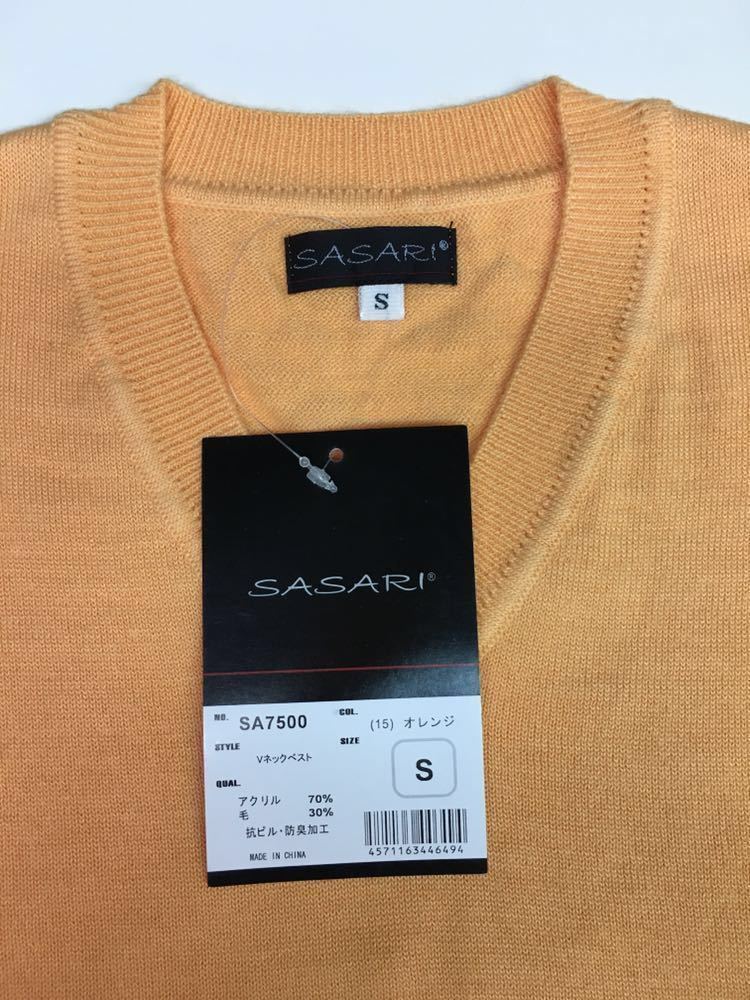 SASARI®
S
SASARI®
NO. SA7500 COL. (15) オレンジ
STYLE Vネックベスト SIZE S
QUAL.
アクリル 70%
毛 30%
抗ピル・防臭加工
MADE IN CHINA
4571163446494